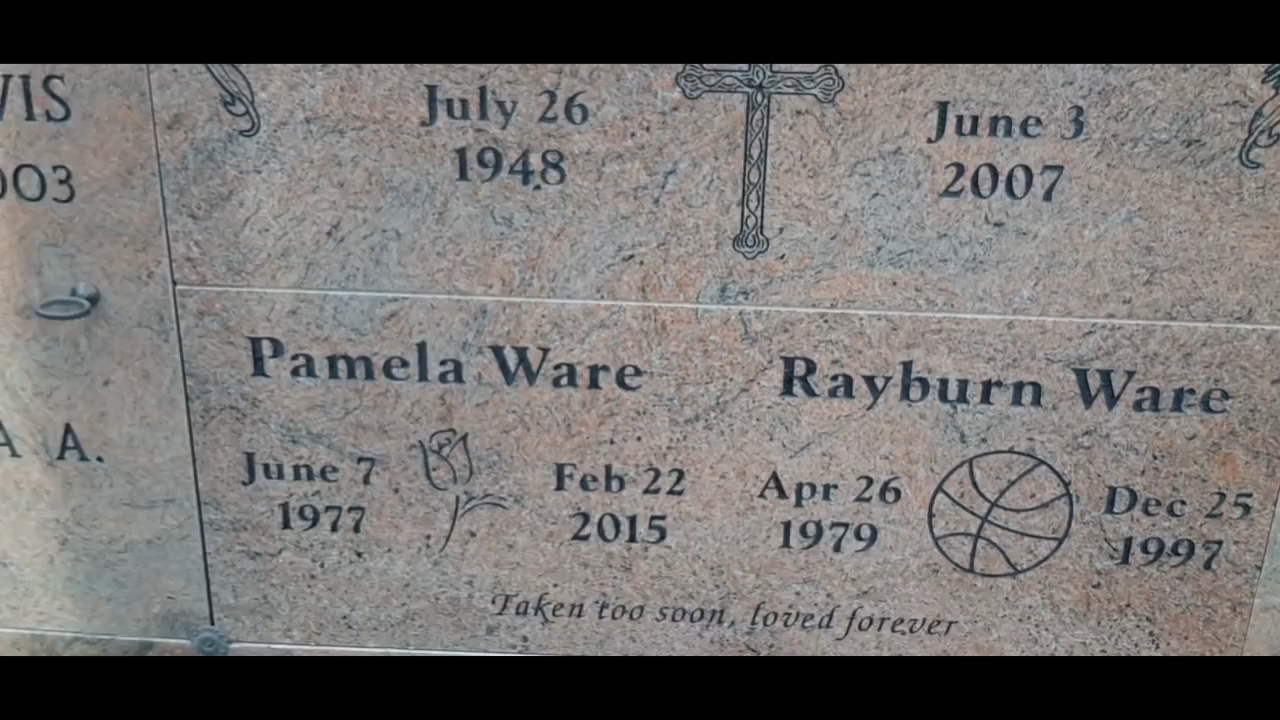 VIS
003
A A.
July 26
1948
June 3
2007
Pamela Ware
June 7
1977
Feb 22
2015
Rayburn Ware
Apr 26
1979
Dec 25
1997
Taken too soon, loved forever